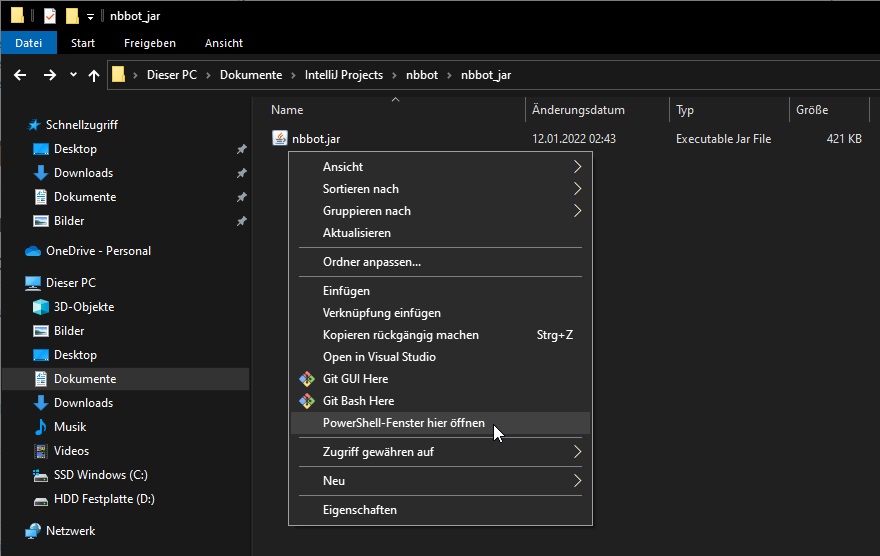 nbbot_jar
Datei Start Freigeben Ansicht
Dieser PC Dokumente IntelliJ Projects nbbot nbbot_jar
Schnellzugriff
Desktop
Downloads
Dokumente
Bilder
OneDrive - Personal
Dieser PC
3D-Objekte
Bilder
Desktop
Dokumente
Downloads
Musik
Videos
SSD Windows (C:)
HDD Festplatte (D:)
Netzwerk
Name Änderungsdatum Typ Größe
nbbot.jar 12.01.2022 02:43 Executable Jar File 421 KB
Ansicht
Sortieren nach
Gruppieren nach
Aktualisieren
Ordner anpassen...
Einfügen
Verknüpfung einfügen
Kopieren rückgängig machen Strg+Z
Open in Visual Studio
Git GUI Here
Git Bash Here
PowerShell-Fenster hier öffnen
Zugriff gewähren auf
Neu
Eigenschaften